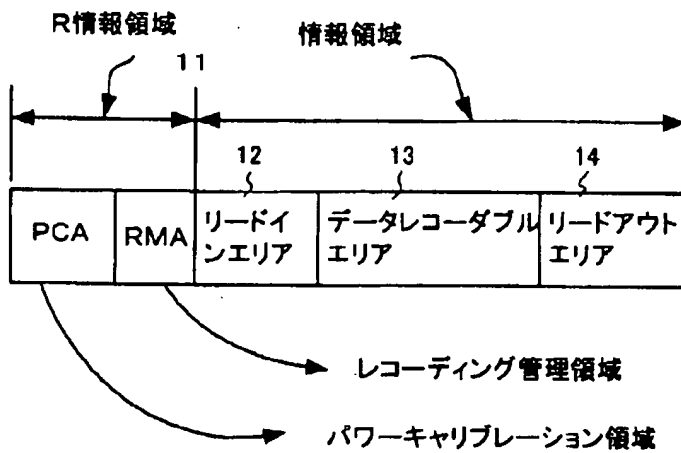 R情報領域
情報領域
11
12
13
14
PCA
RMA
リードイ
ンエリア
データレコーダブル
エリア
リードアウト
エリア
レコーディング管理領域
パワーキャリブレーション領域